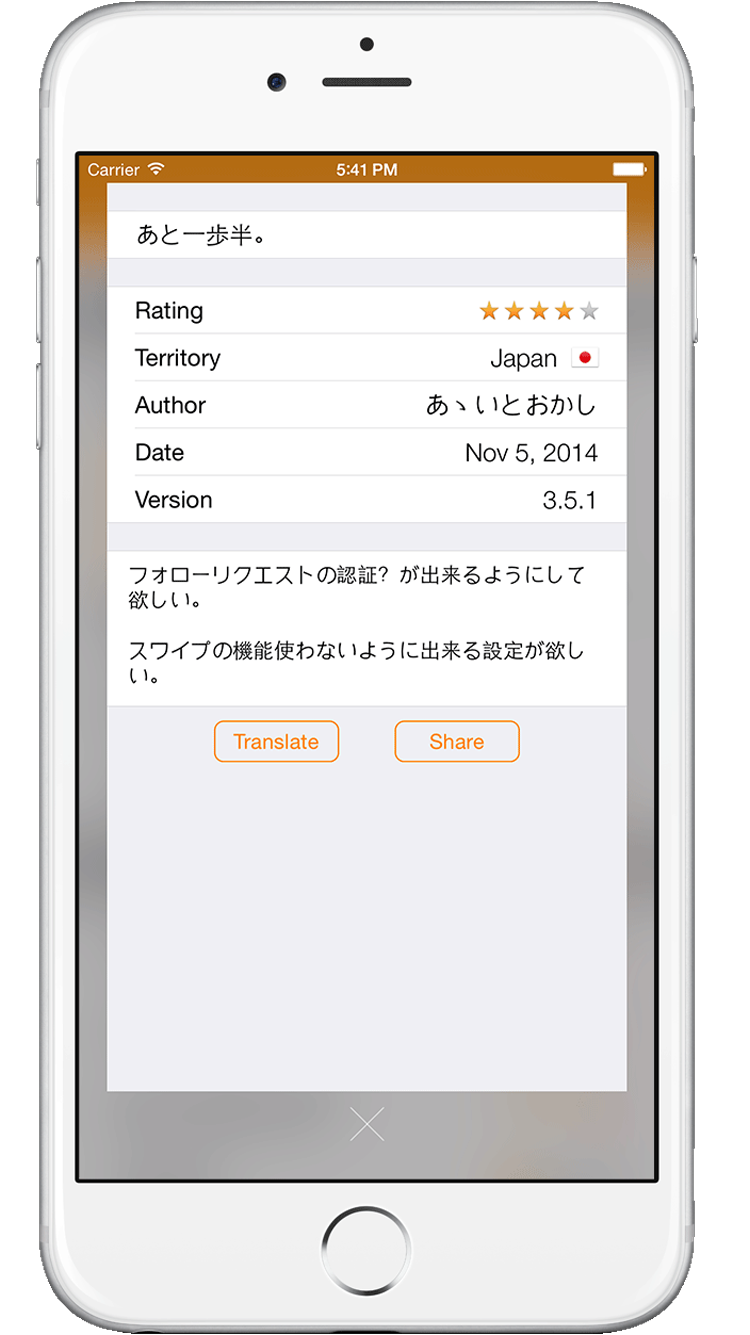 Carrier 5:41 PM
あと一歩半。
Rating
Territory Japan
Author あゝいとおかし
Date Nov 5, 2014
Version 3.5.1
フォローリクエストの認証? が出来るようにして
欲しい。
スワイプの機能使わないように出来る設定が欲し
い。
Translate Share